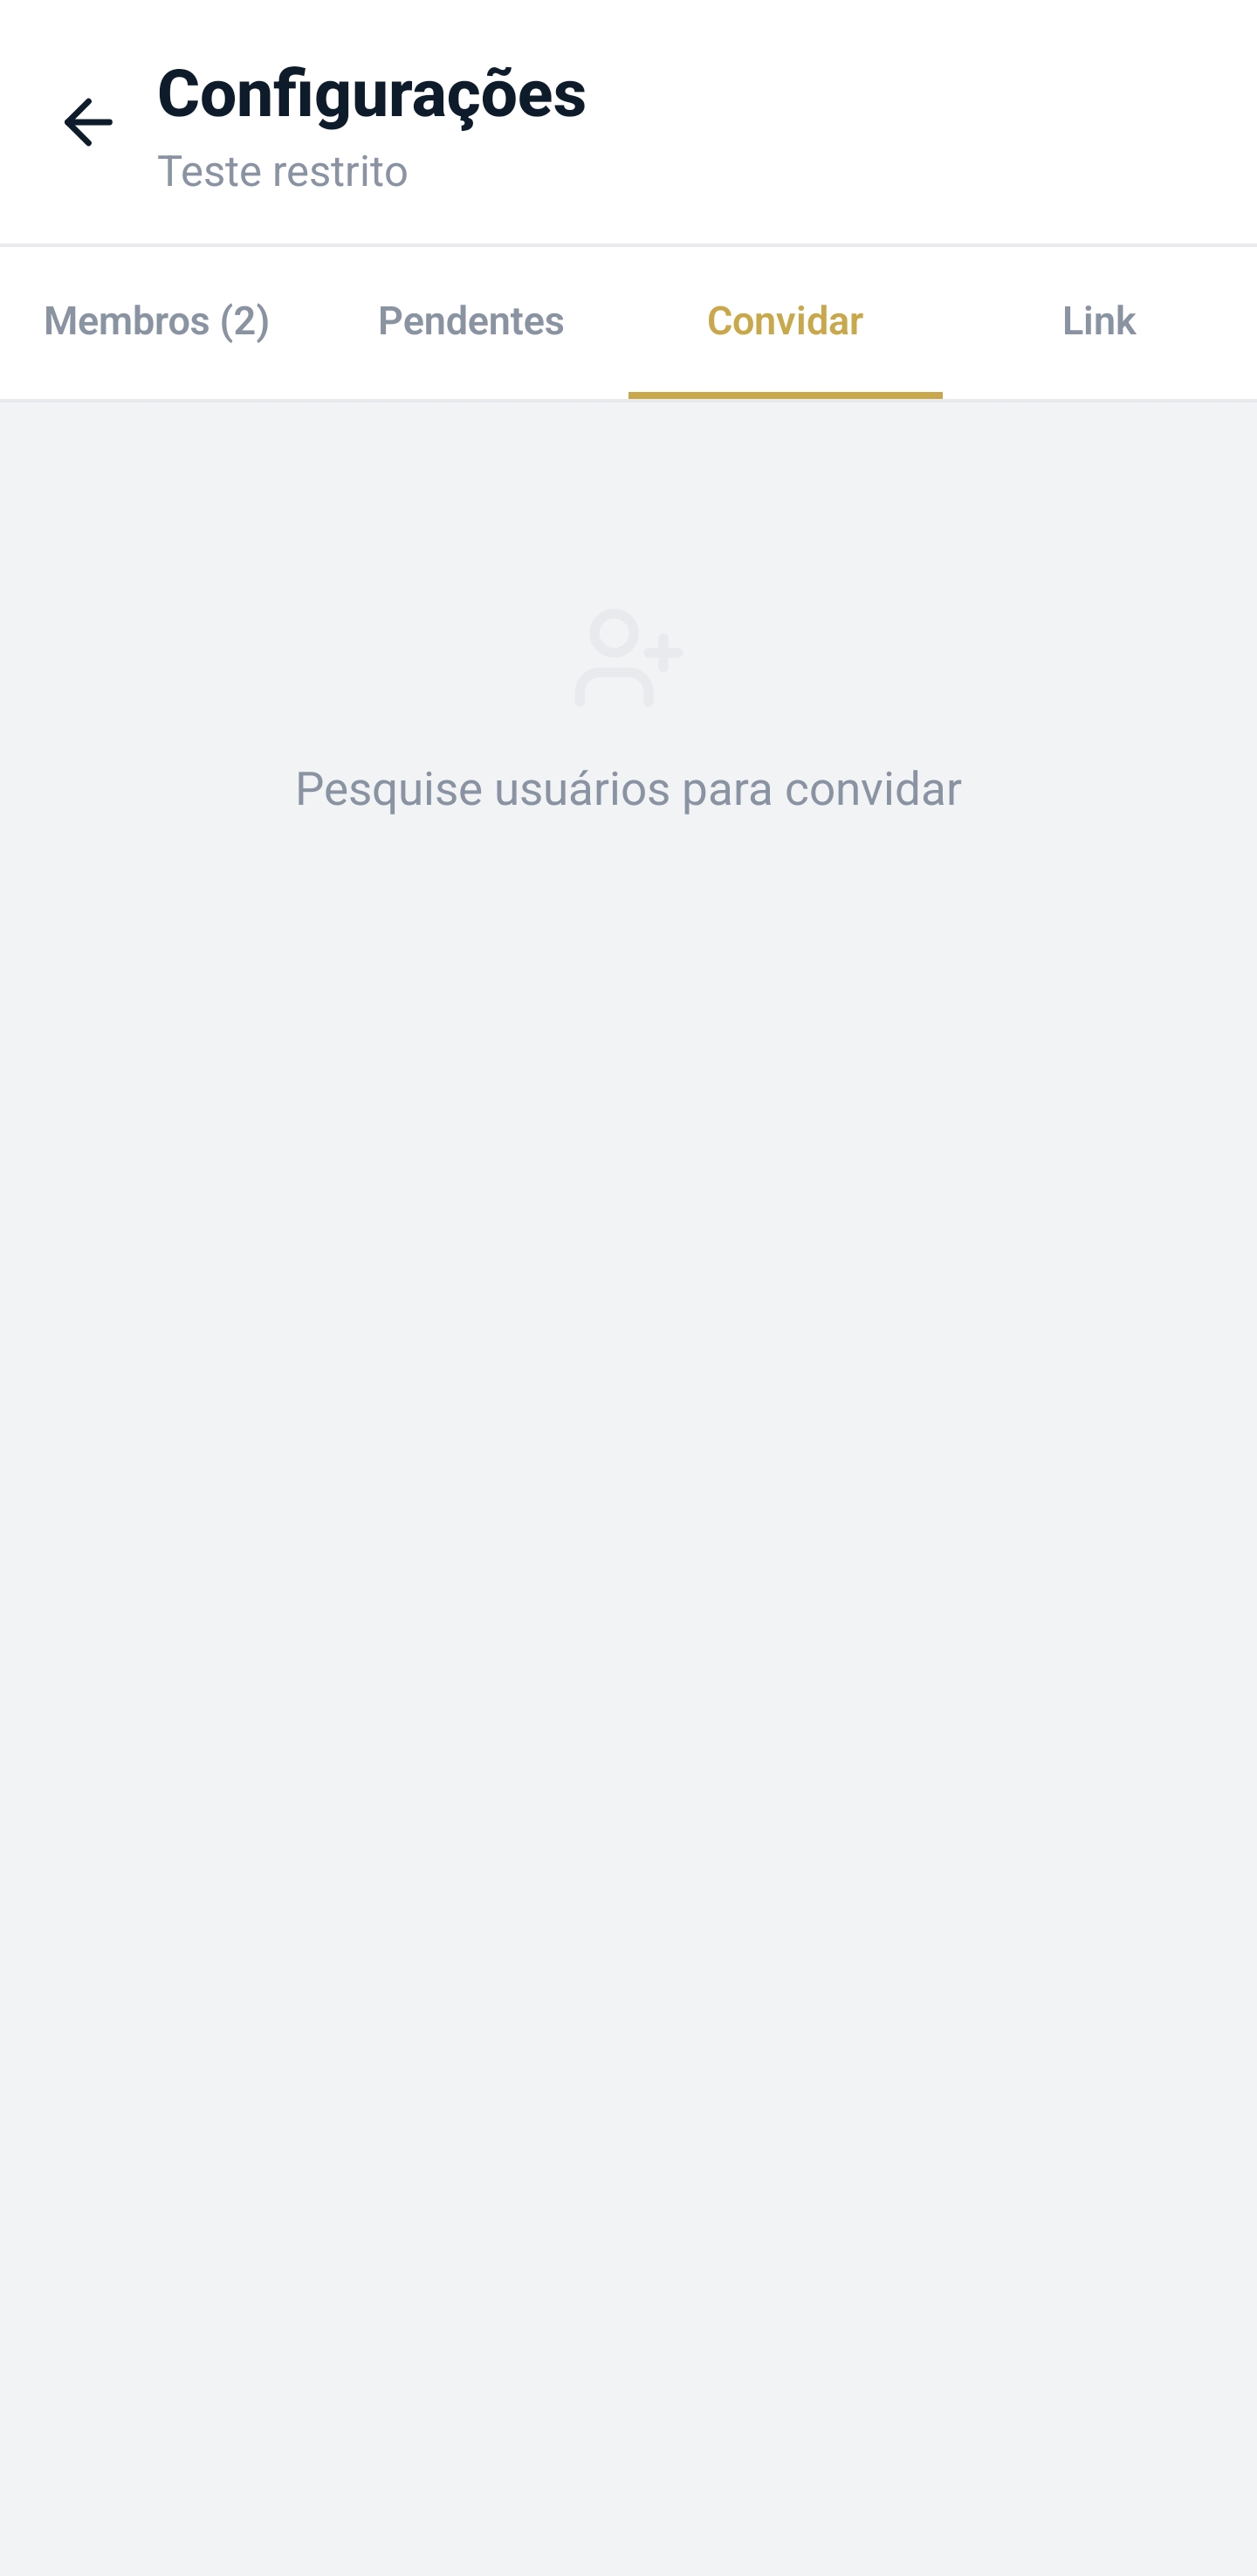 Configurações
Teste restrito
Membros (2) Pendentes Convidar Link
Pesquise usuários para convidar